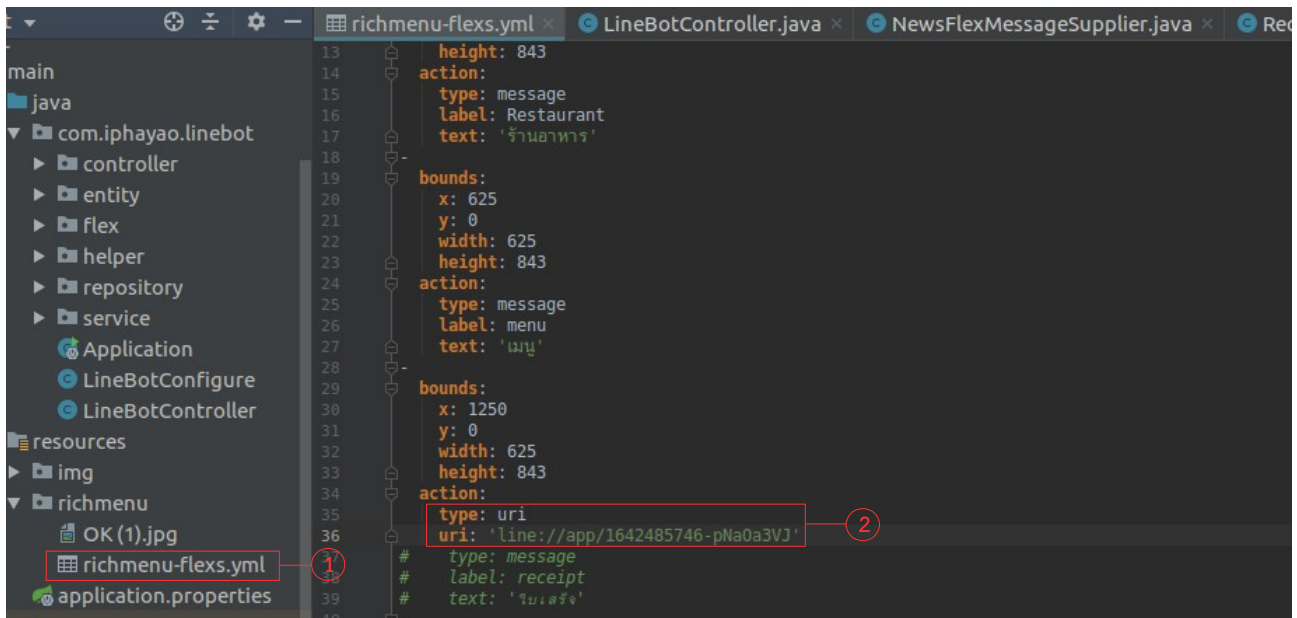 richmenu-flexs.yml
LineBotController.java
NewsFlexMessageSupplier.java
Rec
main
java
com.iphayao.linebot
controller
entity
flex
helper
repository
service
Application
LineBotConfigure
LineBotController
resources
img
richmenu
OK (1).jpg
richmenu-flexs.yml
1
application.properties
13 height: 843
14 action:
15 type: message
16 label: Restaurant
17 text: 'ร้านอาหาร'
18 -
19 bounds:
20 x: 625
21 y: 0
22 width: 625
23 height: 843
24 action:
25 type: message
26 label: menu
27 text: 'เมนู'
28 -
29 bounds:
30 x: 1250
31 y: 0
32 width: 625
33 height: 843
34 action:
35 type: uri
36 uri: 'line://app/1642485746-pNaOa3VJ'
2
37 # type: message
38 # label: receipt
39 # text: 'ใบเสร็จ'